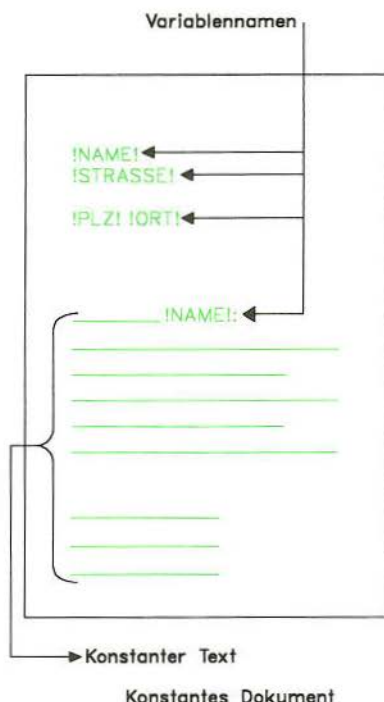 Variablennamen
!NAME!
!STRASSE!
!PLZ! !ORT!
!NAME!:
Konstanter Text
Konstantes Dokument